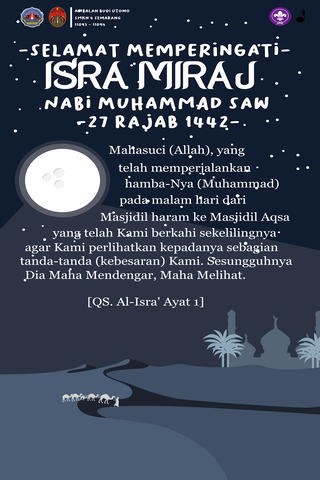 AMBALAN BUDI UTOMO
SMKN 4 SEMARANG
11093 - 11094
-SELAMAT MEMPERINGATI-
ISRA MIRAJ
NABI MUHAMMAD SAW
-27 RAJAB 1442-
Mahasuci (Allah), yang
telah memperjalankan
hamba-Nya (Muhammad)
pada malam hari dari
Masjidil haram ke Masjidil Aqsa
yang telah Kami berkahi sekelilingnya
agar Kami perlihatkan kepadanya sebagian
tanda-tanda (kebesaran) Kami. Sesungguhnya
Dia Maha Mendengar, Maha Melihat.
[QS. Al-Isra' Ayat 1]